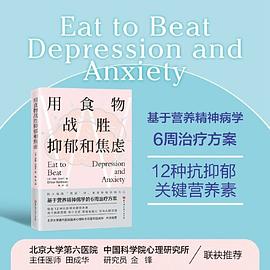 Eat to Beat
Depression and
Anxiety
用食物
战胜
抑郁和焦虑
Eat to
Beat
Depression
and
Anxiety
基于营养精神病学的6周治疗方案
基于营养精神病学
6周治疗方案
12种抗抑郁
关键营养素
北京大学第六医院
主任医师 田成华
中国科学院心理研究所
研究员 金锋
联袂推荐